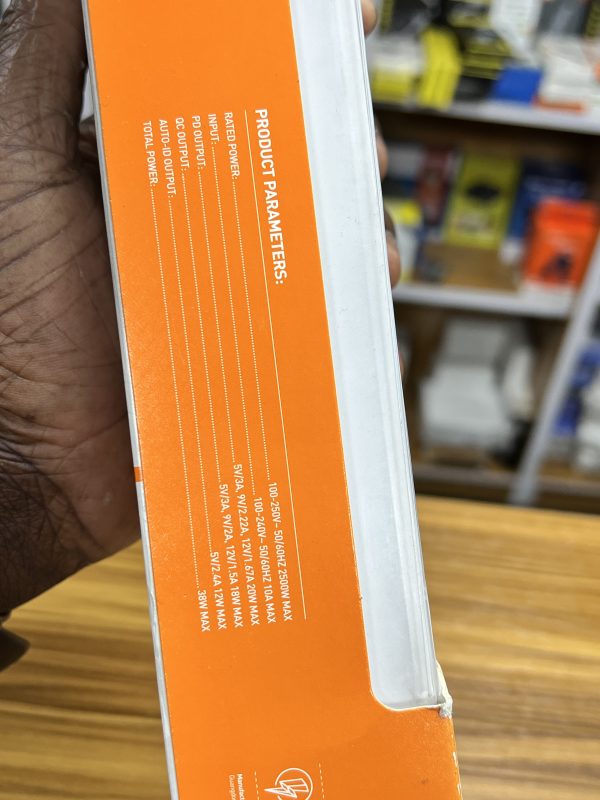 PRODUCT PARAMETERS:
RATED POWER: 100-250V~ 50/60HZ 2500W MAX
INPUT: 100-240V~ 50/60HZ 10A MAX
PD OUTPUT: 5V/3A, 9V/2.22A, 12V/1.67A 20W MAX
QC OUTPUT: 5V/3A, 9V/2A, 12V/1.5A 18W MAX
AUTO-ID OUTPUT: 5V/2.4A 12W MAX
TOTAL POWER: 38W MAX